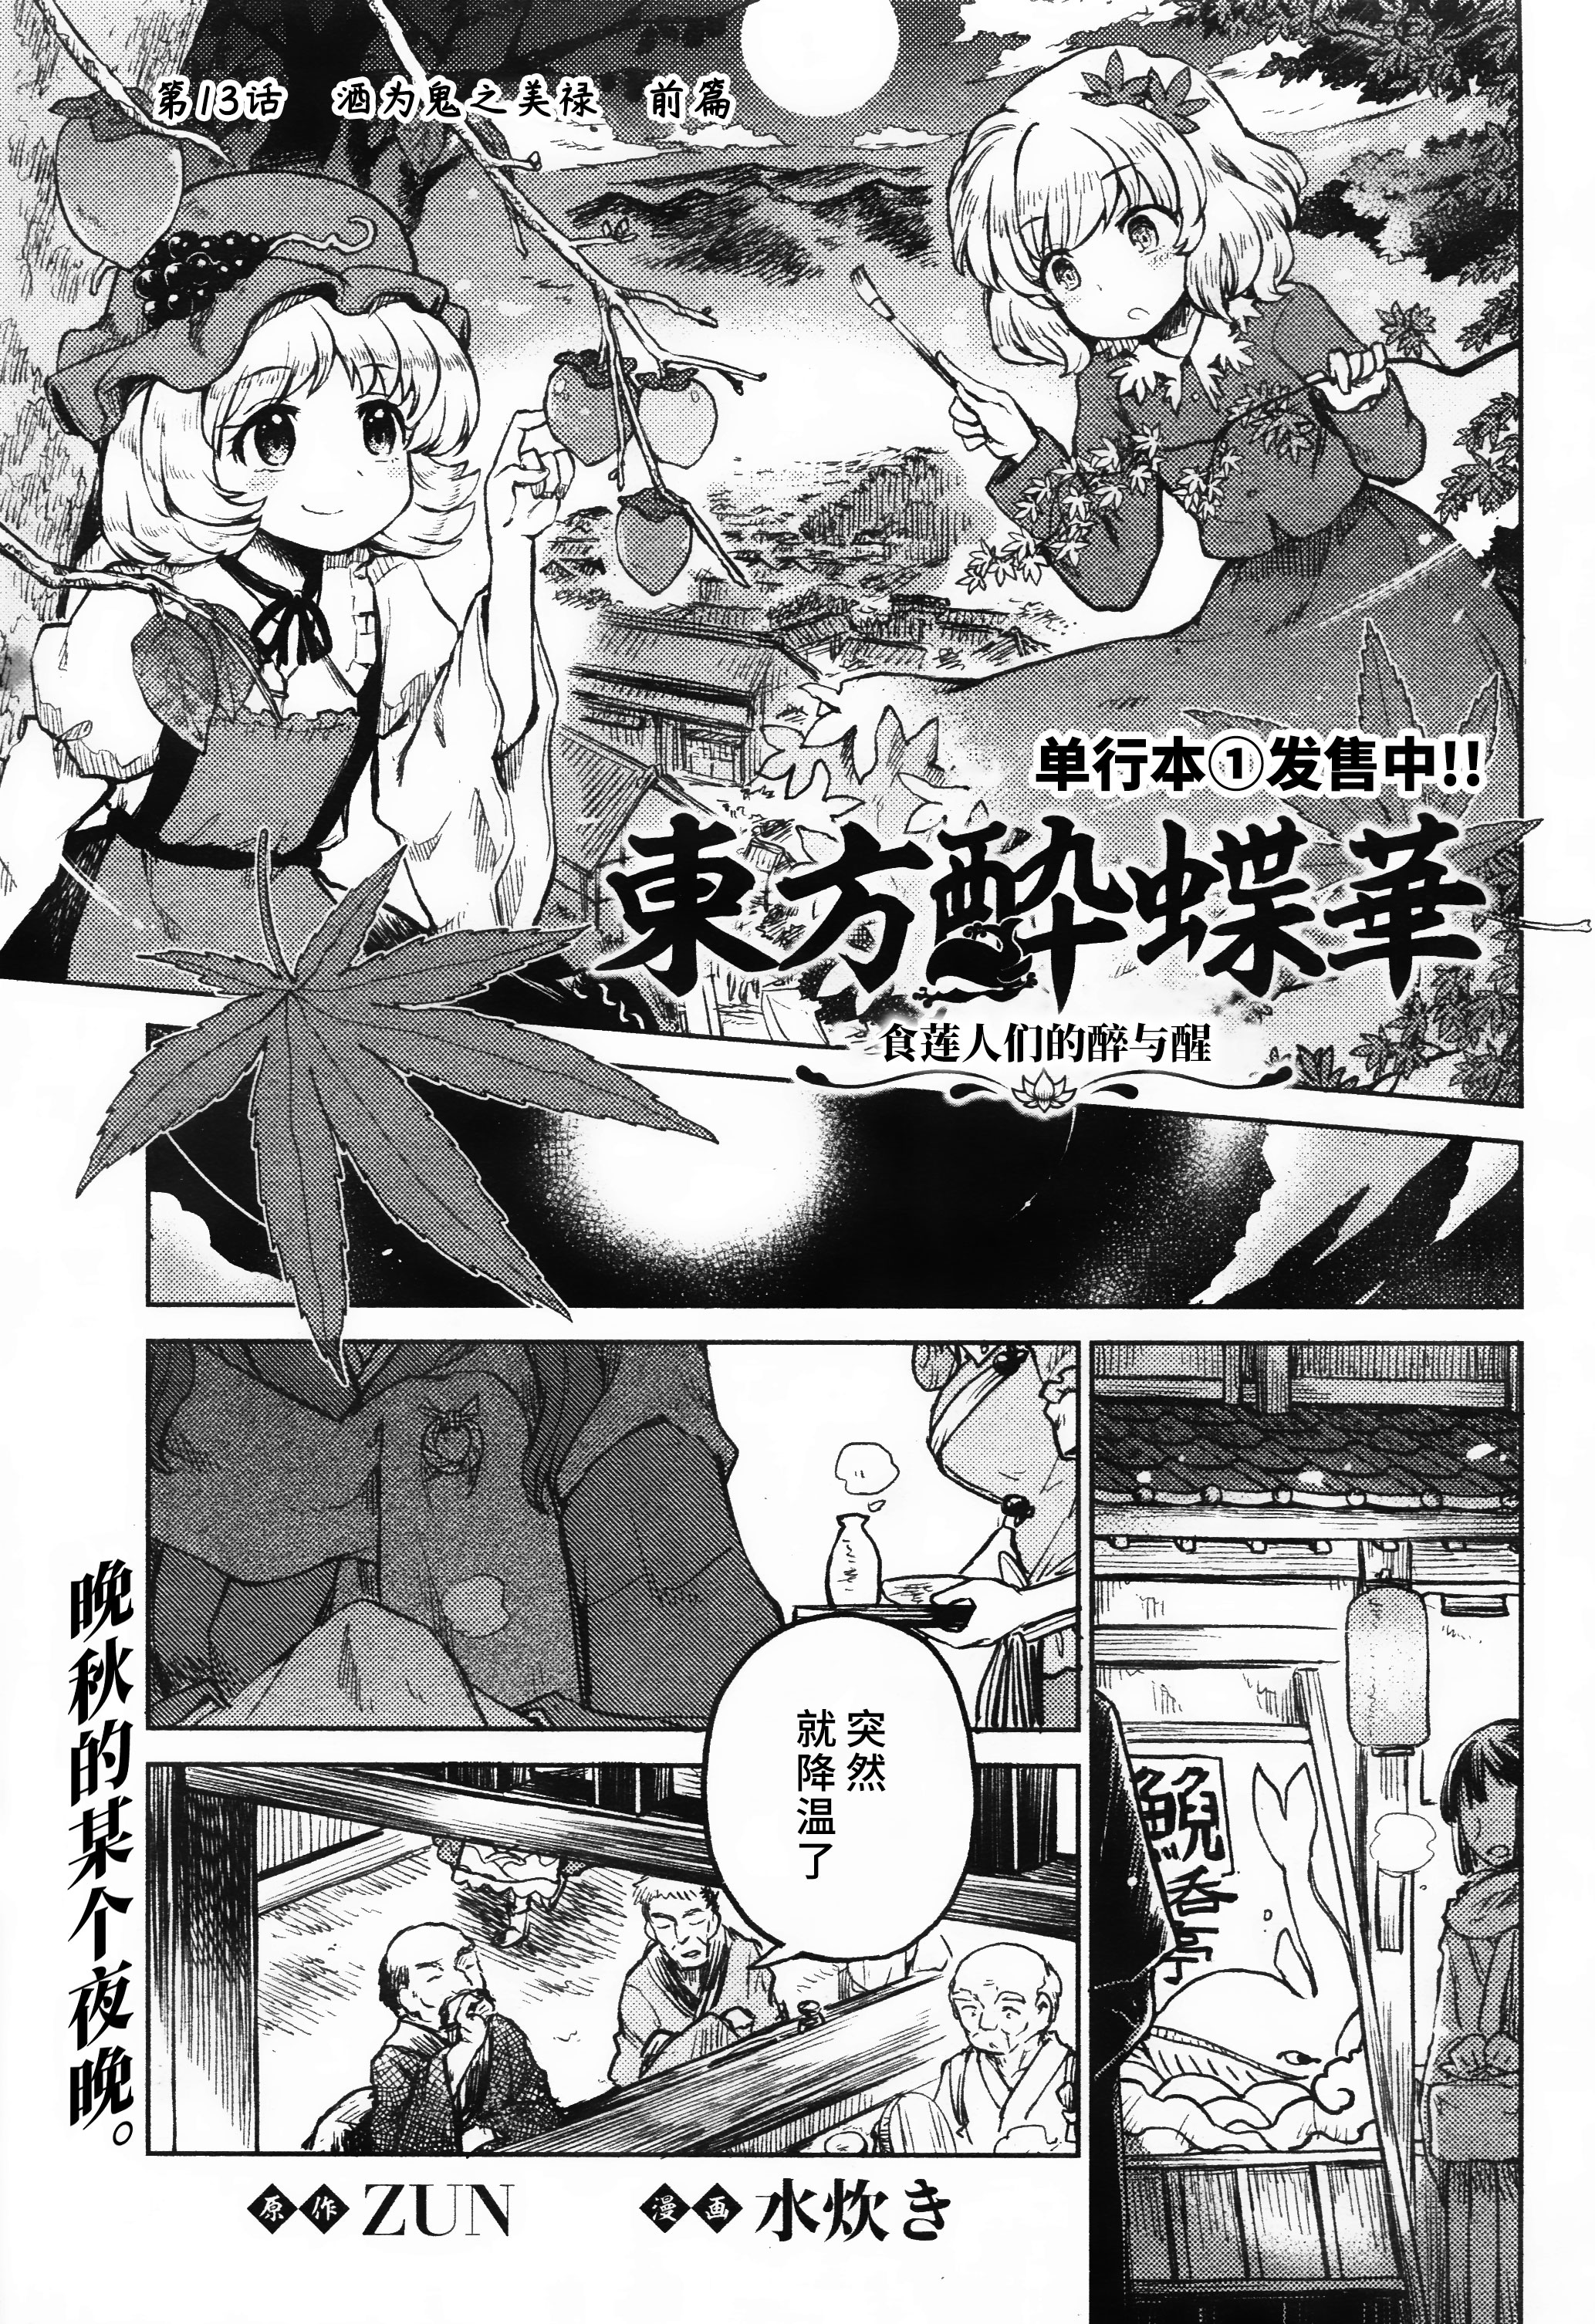 第13话 酒为鬼之美禄 前篇
单行本①发售中!!
東方酔蝶華
食莲人们的醉与醒
鯢呑亭
突然
就降温了
晚秋的某个夜晚。
原作 ZUN 漫画 水炊き